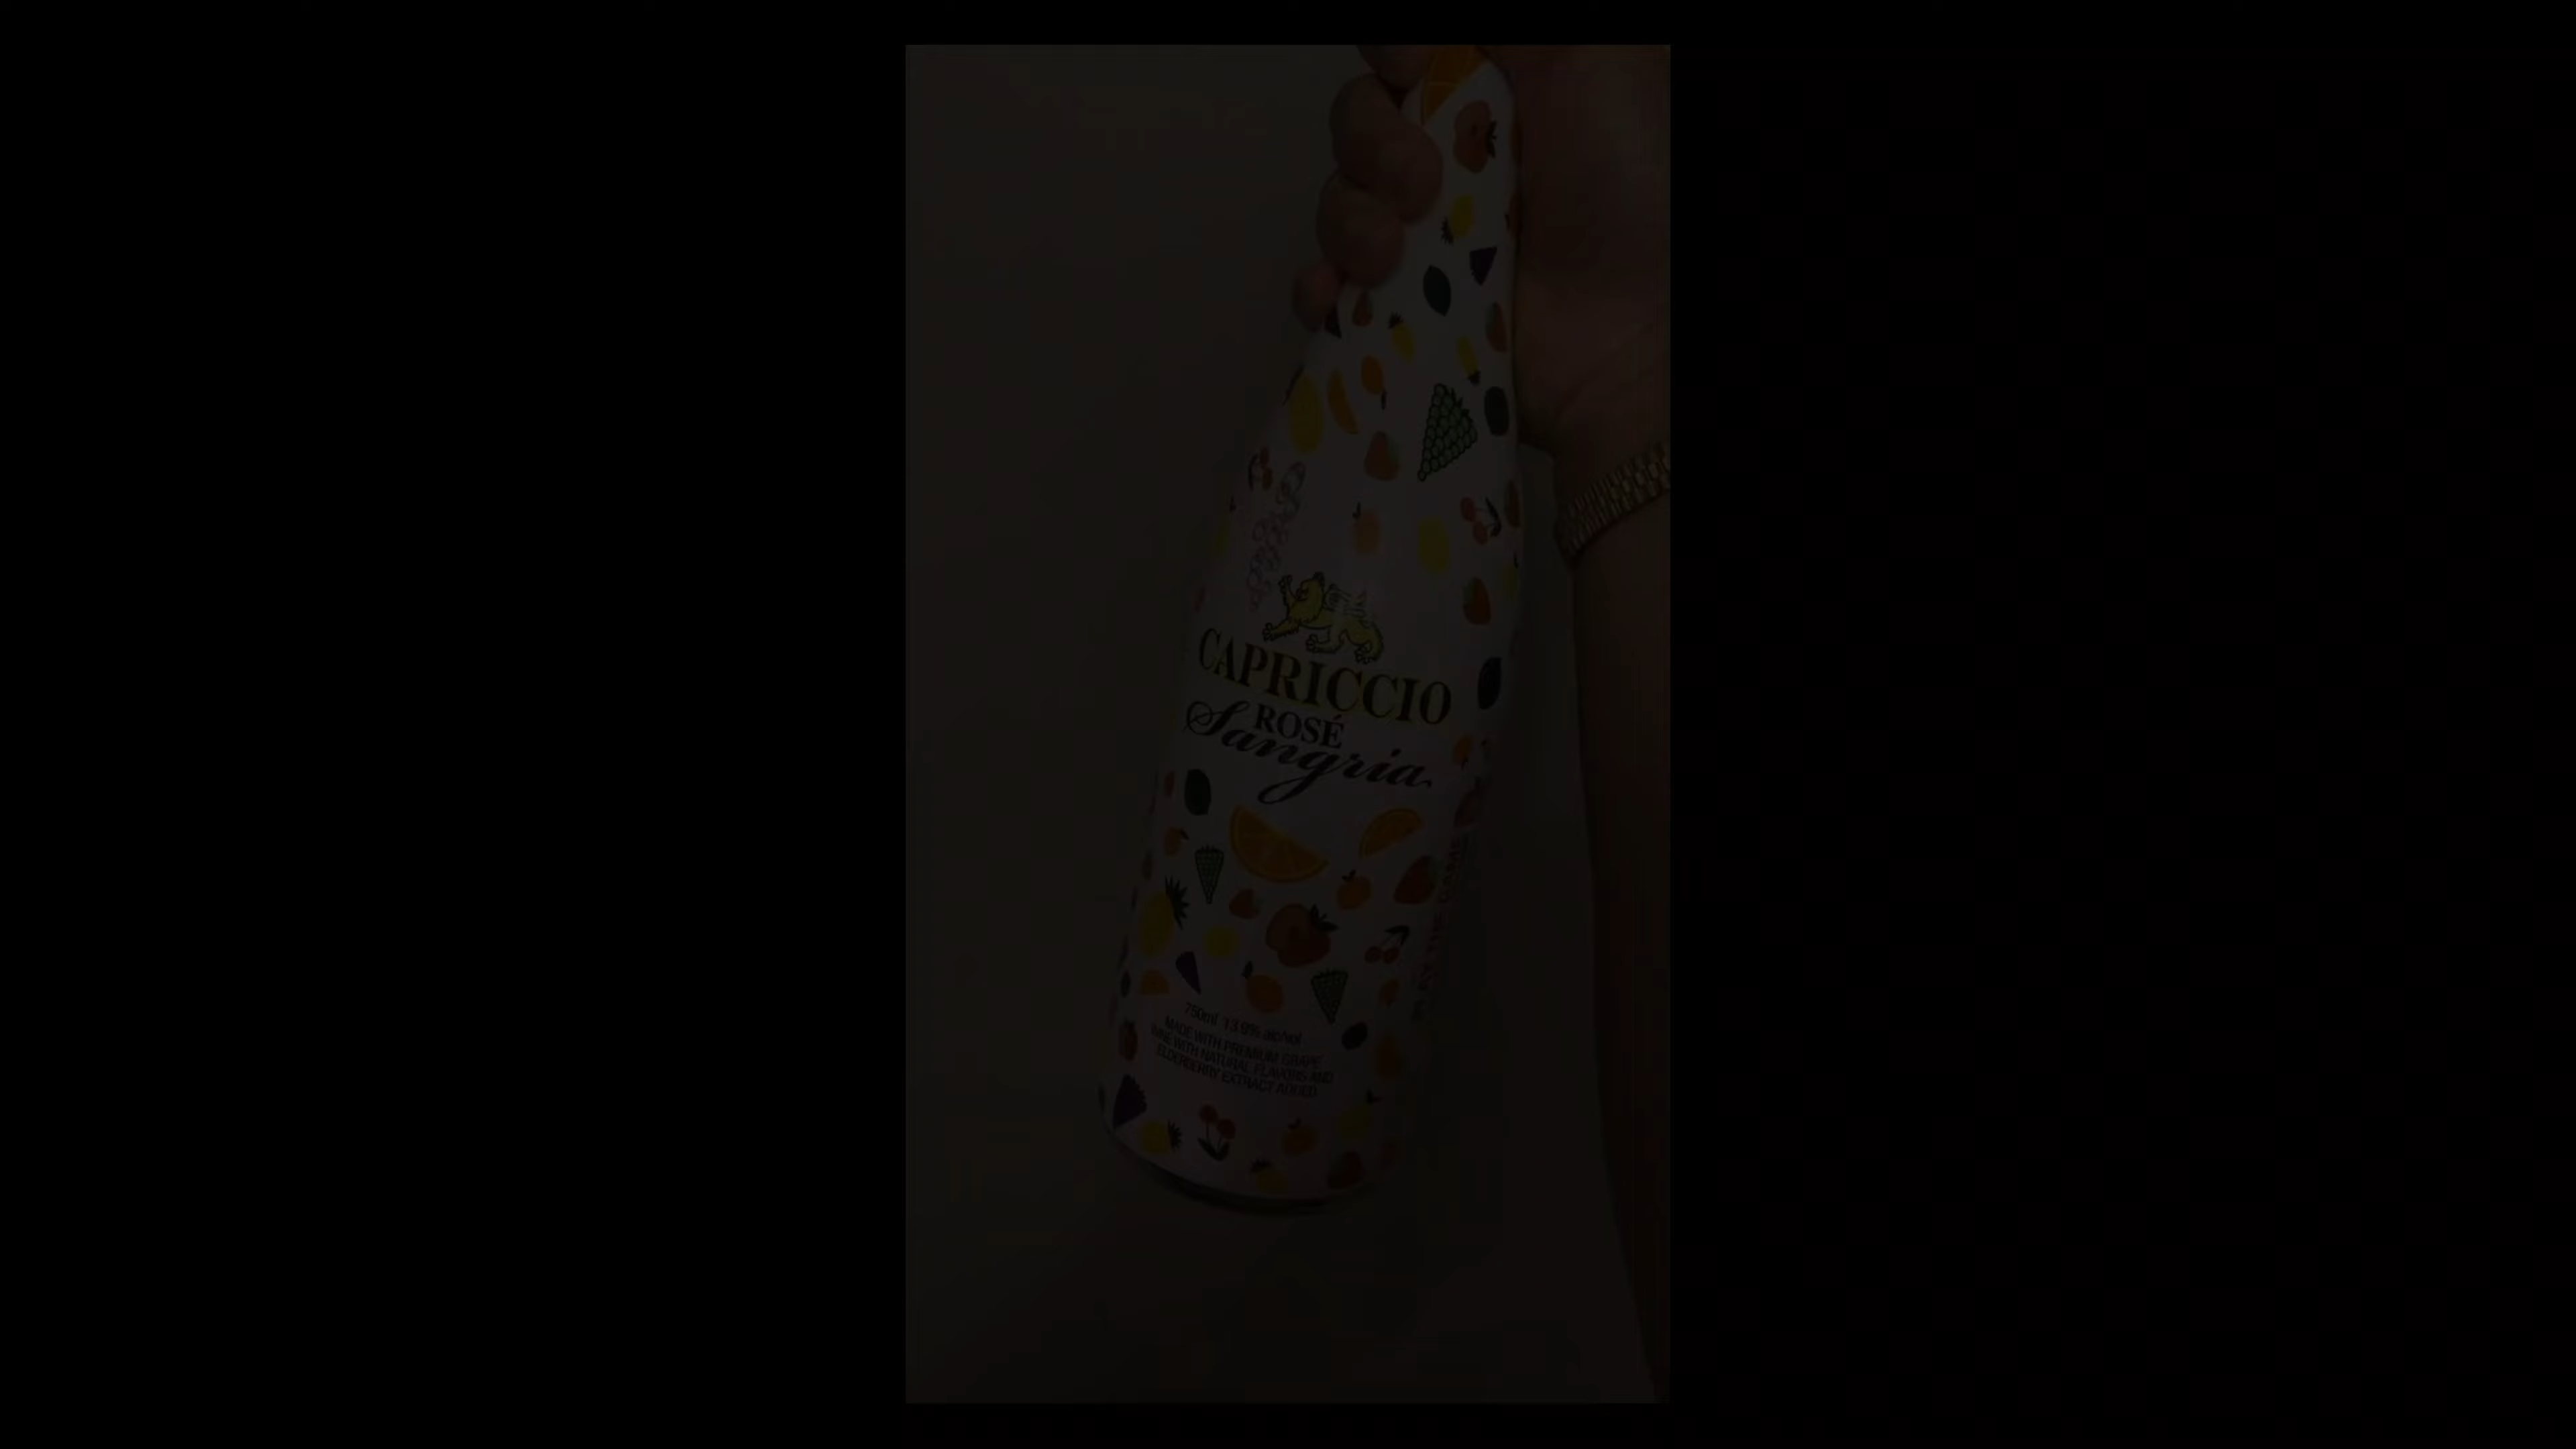 CAPRICCIO
ROSÉ
Sangria
750ml 13.9% alc/vol
MADE WITH PREMIUM GRAPE
WINE WITH NATURAL FLAVORS AND
ELDERBERRY EXTRACT ADDED